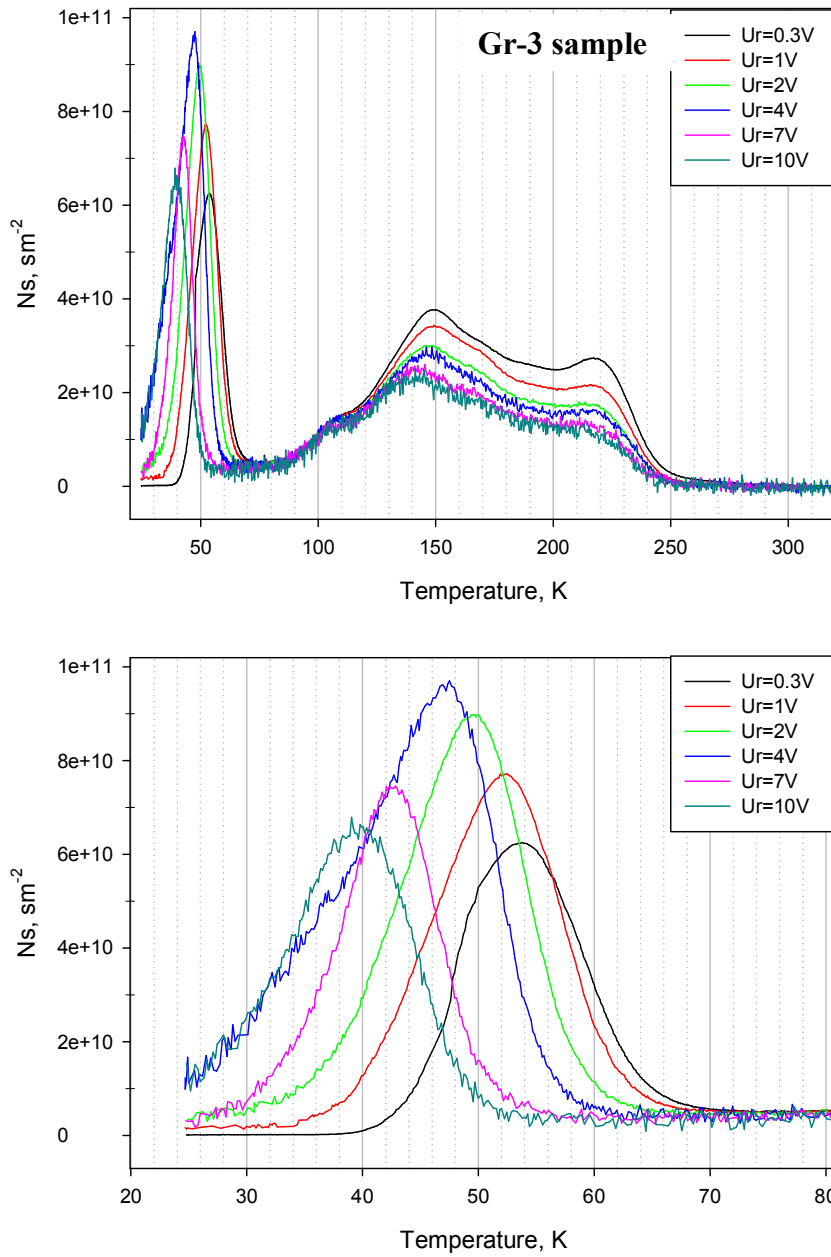 1e+11
8e+10
6e+10
4e+10
2e+10
0
Ns, sm-2
Gr-3 sample
Ur=0.3V
Ur=1V
Ur=2V
Ur=4V
Ur=7V
Ur=10V
50 100 150 200 250 300
Temperature, K
1e+11
8e+10
6e+10
4e+10
2e+10
0
Ns, sm-2
Ur=0.3V
Ur=1V
Ur=2V
Ur=4V
Ur=7V
Ur=10V
20 30 40 50 60 70 80
Temperature, K